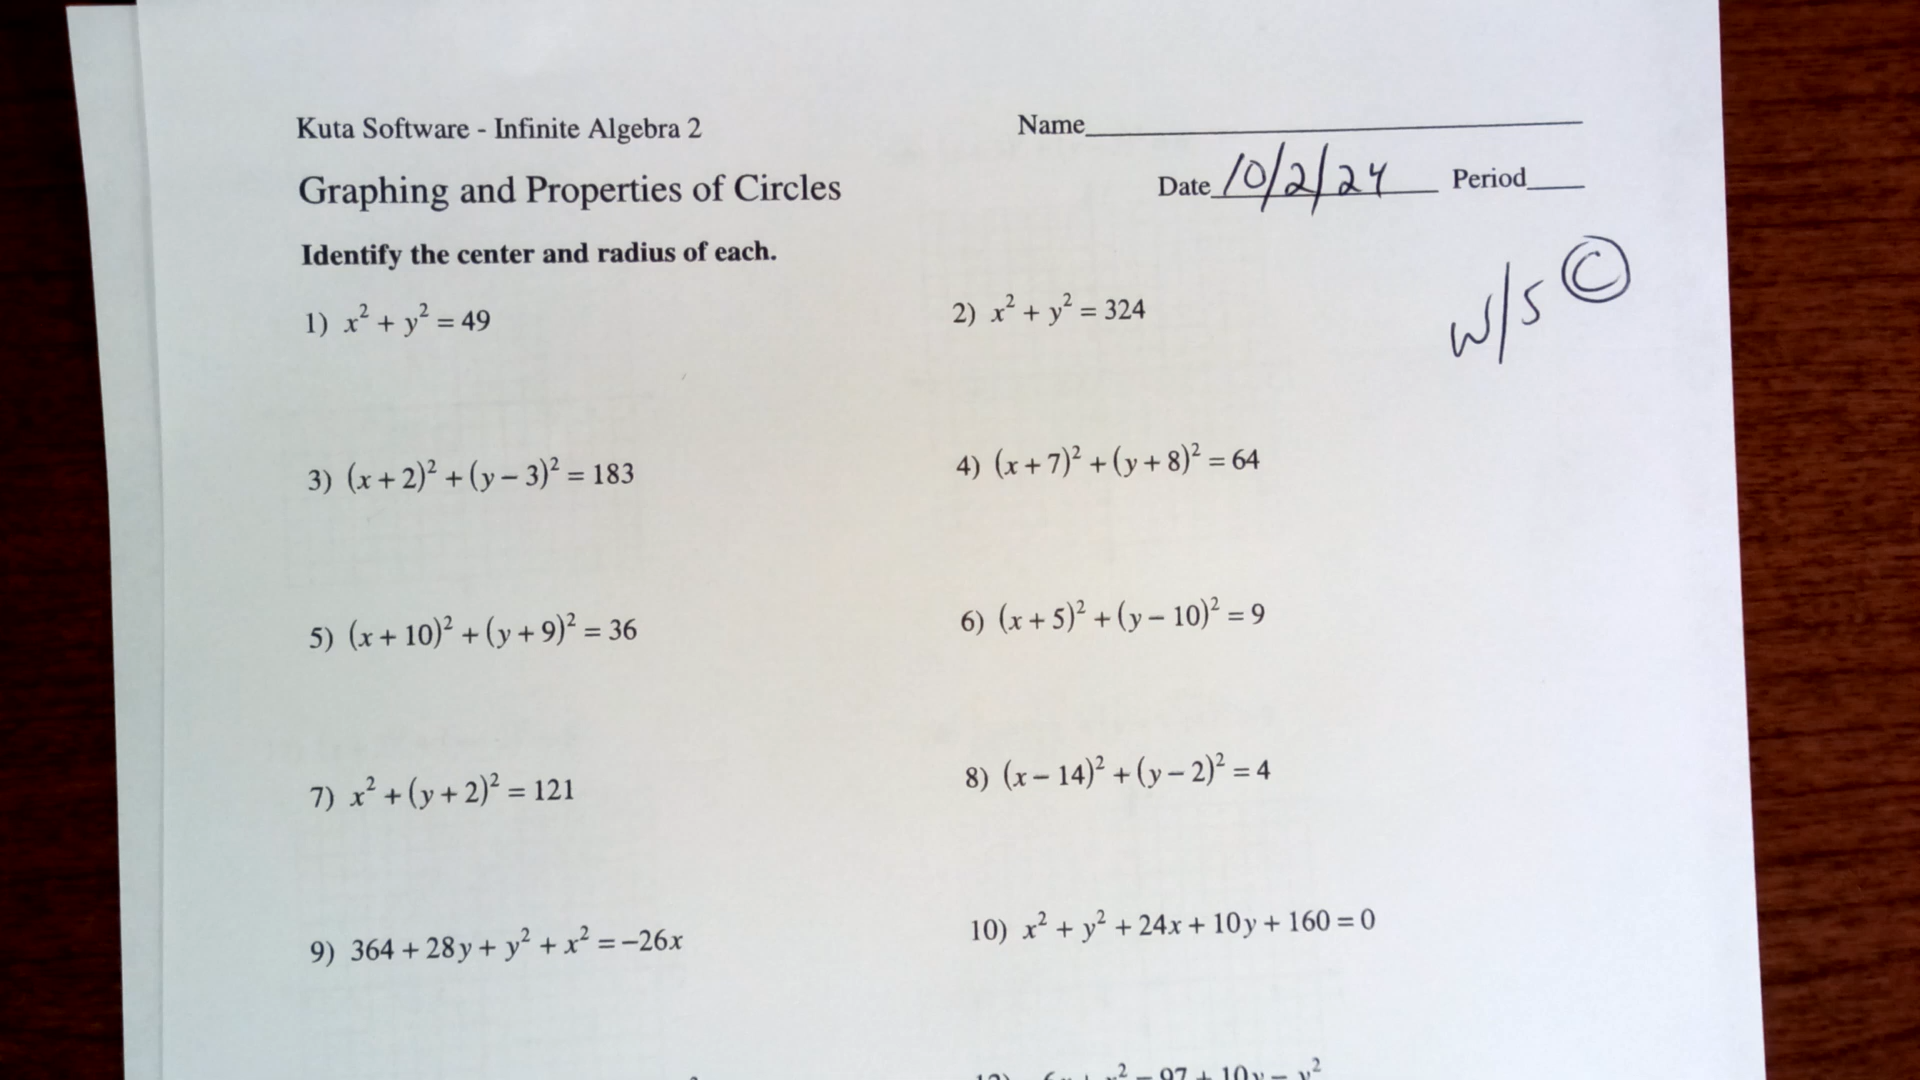 Kuta Software - Infinite Algebra 2
Name
Graphing and Properties of Circles
Date 10/2/24 Period
Identify the center and radius of each.
W/S ©
1) x² + y² = 49
2) x² + y² = 324
3) (x + 2)² + (y − 3)² = 183
4) (x + 7)² + (y + 8)² = 64
5) (x + 10)² + (y + 9)² = 36
6) (x + 5)² + (y − 10)² = 9
7) x² + (y + 2)² = 121
8) (x − 14)² + (y − 2)² = 4
9) 364 + 28y + y² + x² = −26x
10) x² + y² + 24x + 10y + 160 = 0